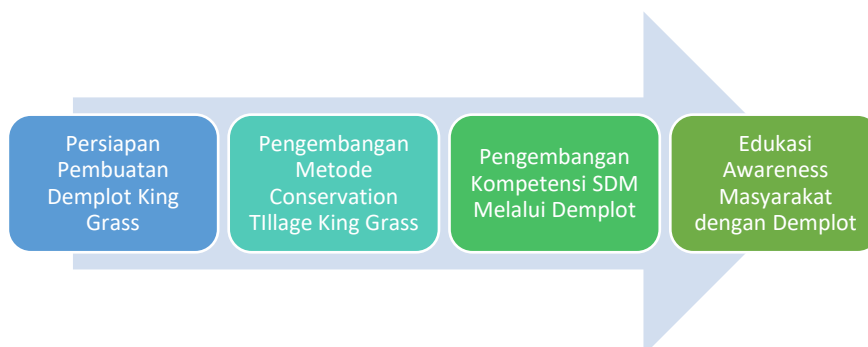 Persiapan
Pembuatan
Demplot King
Grass
Pengembangan
Metode
Conservation
TIllage King Grass
Pengembangan
Kompetensi SDM
Melalui Demplot
Edukasi
Awareness
Masyarakat
dengan Demplot